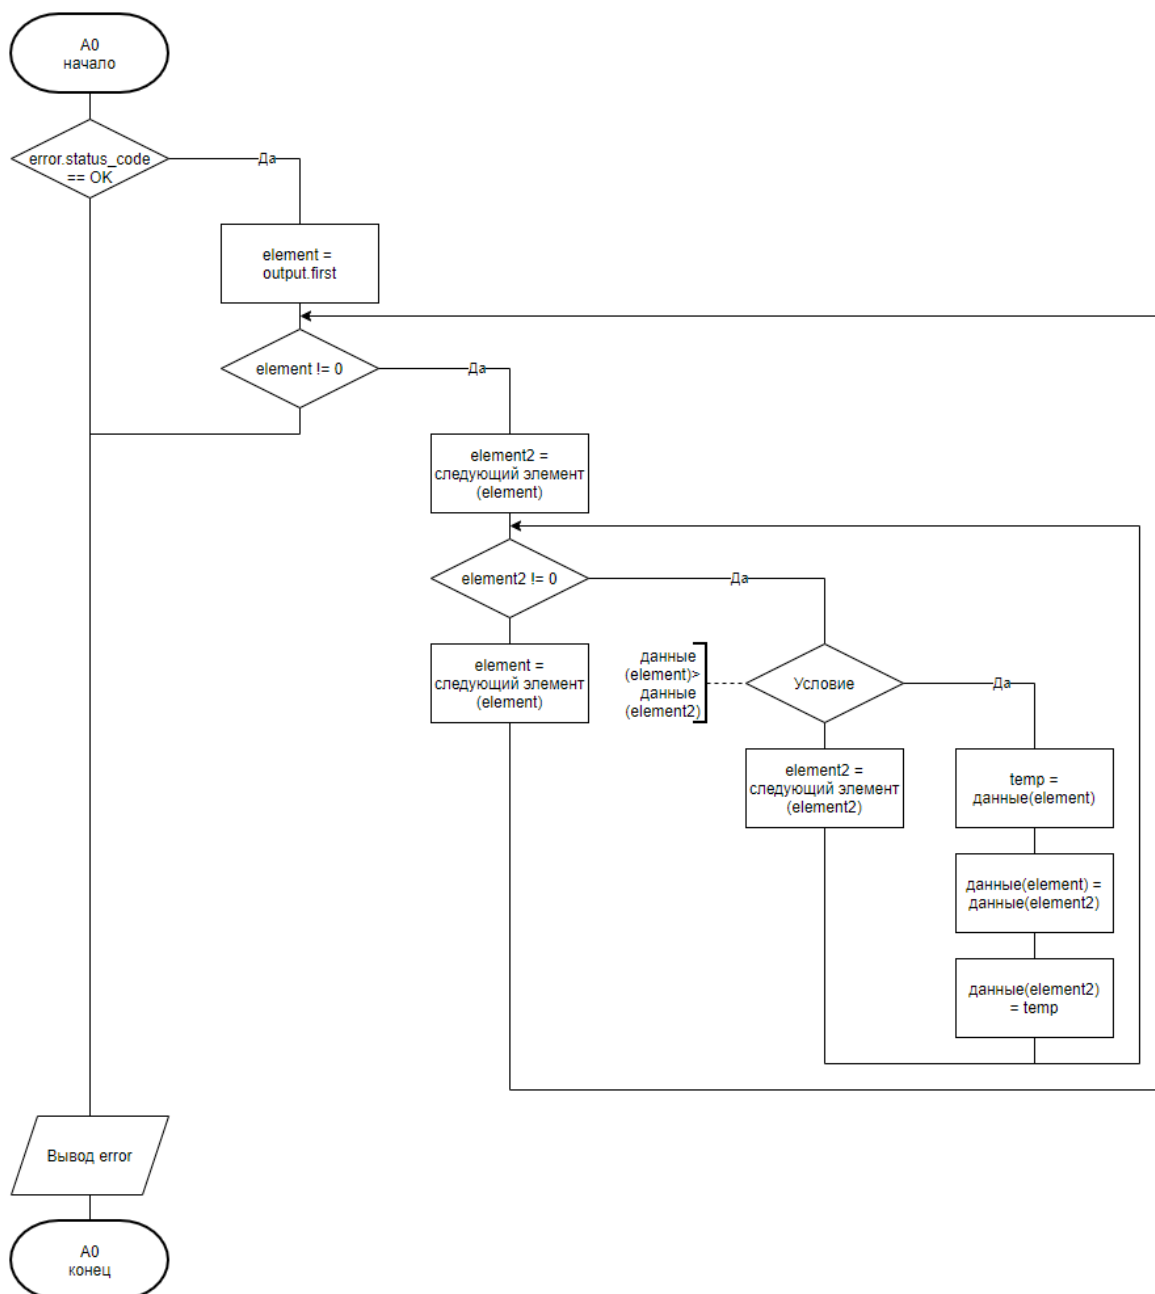 A0
начало
error.status_code
== OK
Да
element =
output.first
element != 0
Да
element2 =
следующий элемент
(element)
element2 != 0
Да
element =
следующий элемент
(element)
данные
(element)>
данные
(element2)
Условие
Да
element2 =
следующий элемент
(element2)
temp =
данные(element)
данные(element) =
данные(element2)
данные(element2)
= temp
Вывод error
A0
конец